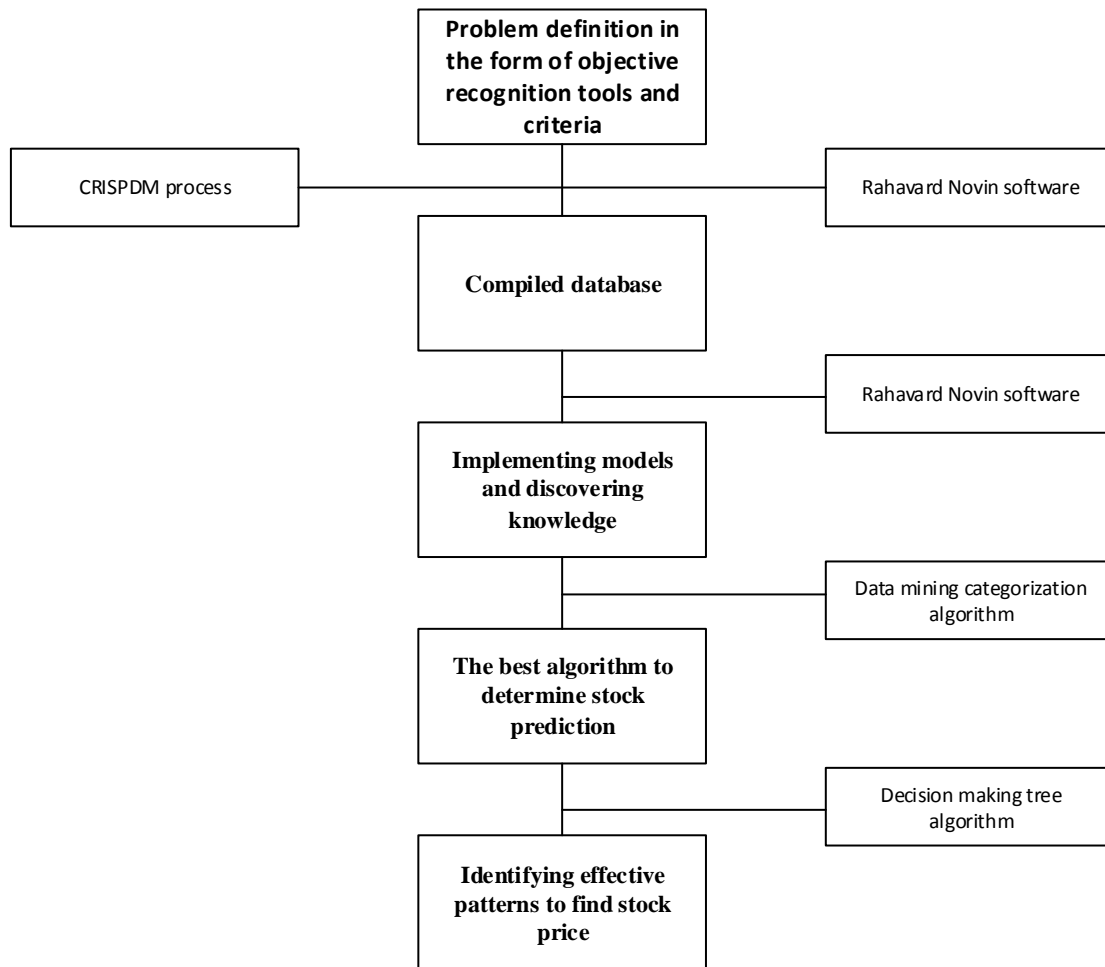 Problem definition in
the form of objective
recognition tools and
criteria
CRISPDM process
Rahavard Novin software
Compiled database
Rahavard Novin software
Implementing models
and discovering
knowledge
Data mining categorization
algorithm
The best algorithm to
determine stock
prediction
Decision making tree
algorithm
Identifying effective
patterns to find stock
price